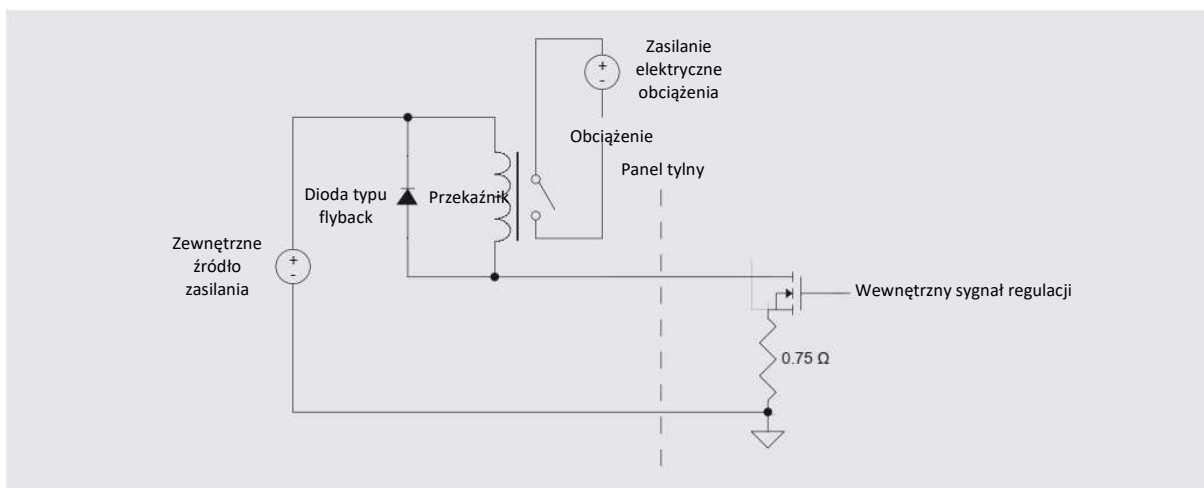 Zasilanie
elektryczne
obciążenia
+
-
Obciążenie
Panel tylny
Dioda typu
flyback
Przekaźnik
Zewnętrzne
źródło
zasilania
+
-
Wewnętrzny sygnał regulacji
0.75 Ω